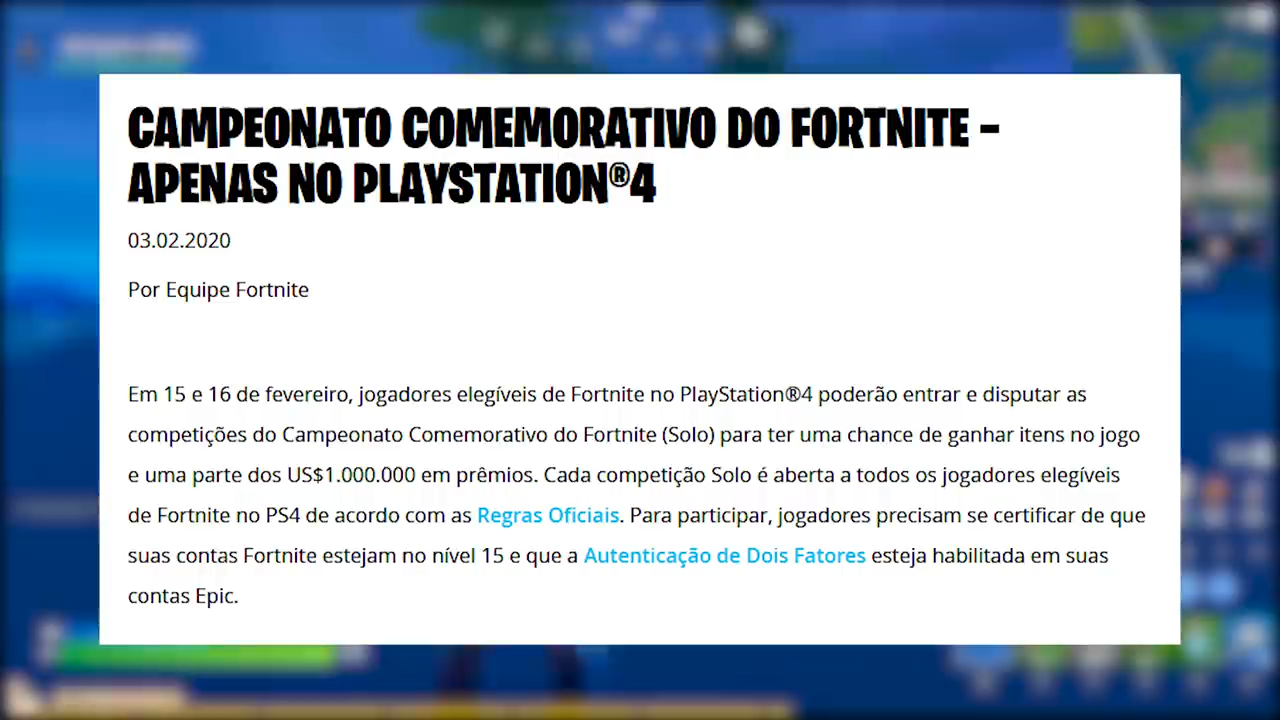 CAMPEONATO COMEMORATIVO DO FORTNITE –
APENAS NO PLAYSTATION®4
03.02.2020
Por Equipe Fortnite
Em 15 e 16 de fevereiro, jogadores elegíveis de Fortnite no PlayStation®4 poderão entrar e disputar as
competições do Campeonato Comemorativo do Fortnite (Solo) para ter uma chance de ganhar itens no jogo
e uma parte dos US$1.000.000 em prêmios. Cada competição Solo é aberta a todos os jogadores elegíveis
de Fortnite no PS4 de acordo com as Regras Oficiais. Para participar, jogadores precisam se certificar de que
suas contas Fortnite estejam no nível 15 e que a Autenticação de Dois Fatores esteja habilitada em suas
contas Epic.